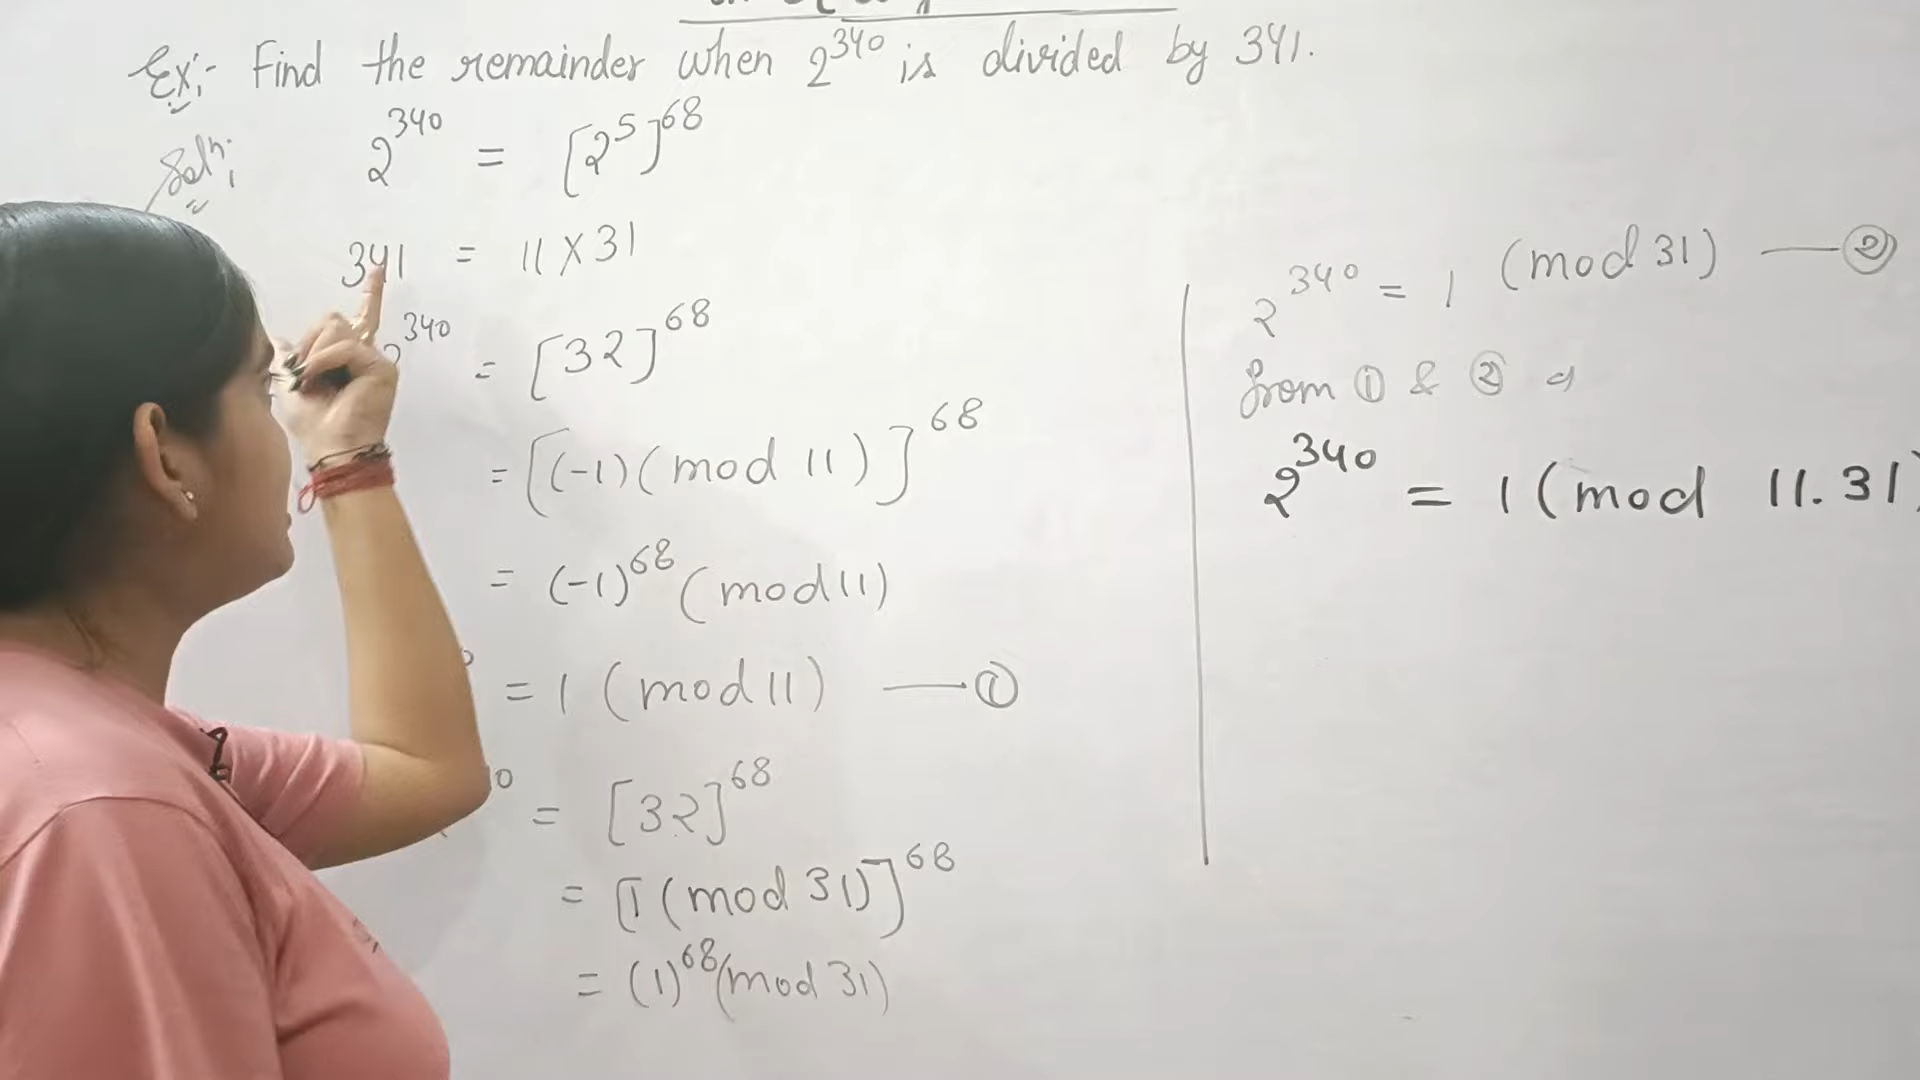 Ex:- Find the remainder when 2^340 is divided by 341.
Solⁿ:
2^340 = [2^5]^68
341 = 11 X 31
2^340 = [32]^68
= [(-1) (mod 11)]^68
= (-1)^68 (mod 11)
= 1 (mod 11) — ①
= [32]^68
= [1 (mod 31)]^68
= (1)^68 (mod 31)
2^340 = 1 (mod 31) — ②
from ① & ②
2^340 = 1 (mod 11.31)